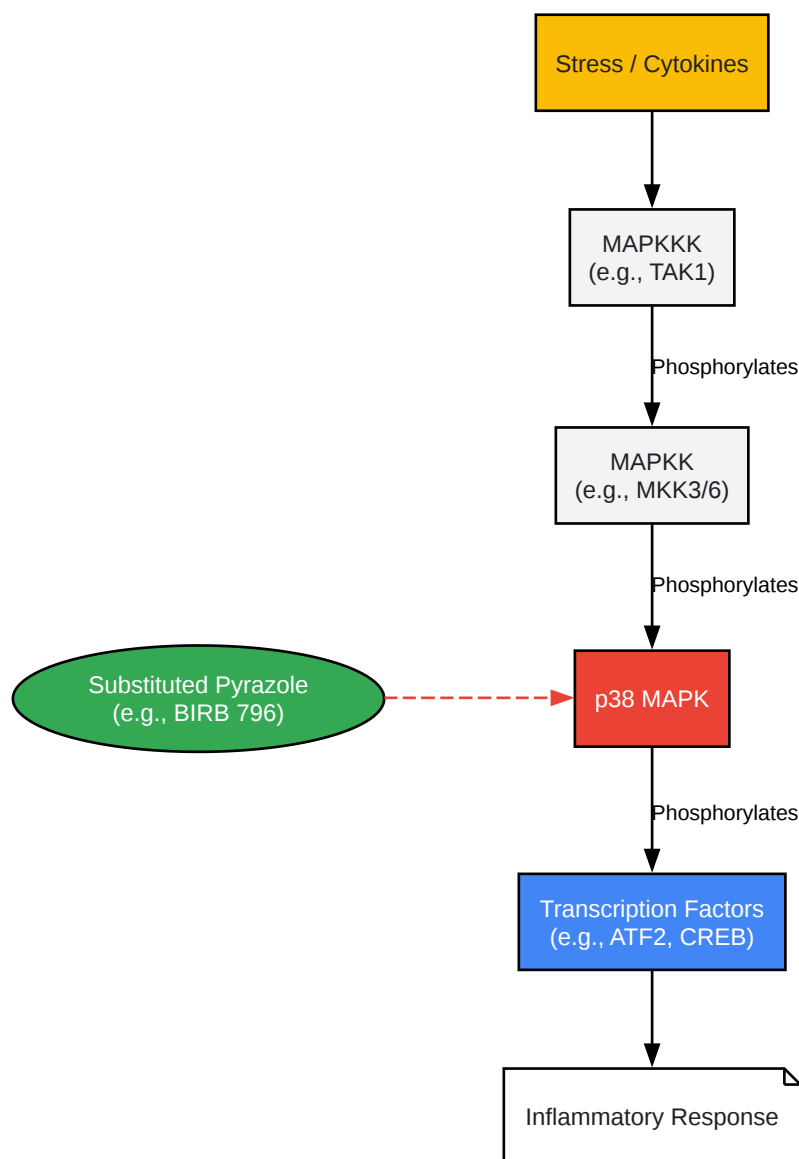 Stress / Cytokines
MAPKKK
(e.g., TAK1)
Phosphorylates
MAPKK
(e.g., MKK3/6)
Phosphorylates
Substituted Pyrazole
(e.g., BIRB 796)
p38 MAPK
Phosphorylates
Transcription Factors
(e.g., ATF2, CREB)
Inflammatory Response